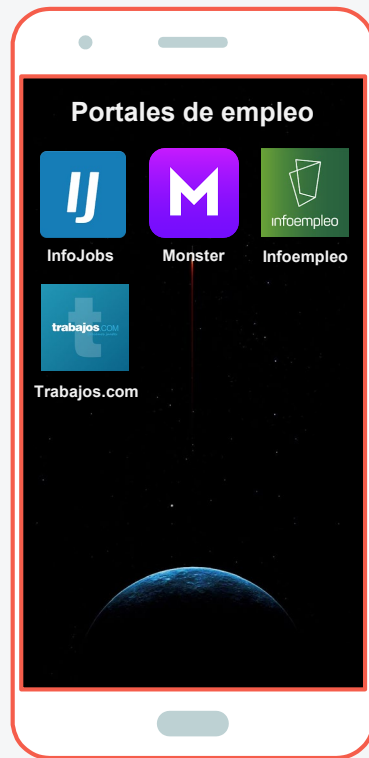 Portales de empleo
IJ
M
infoempleo
InfoJobs
Monster
Infoempleo
t
trabajos.COM
Trabajos.com